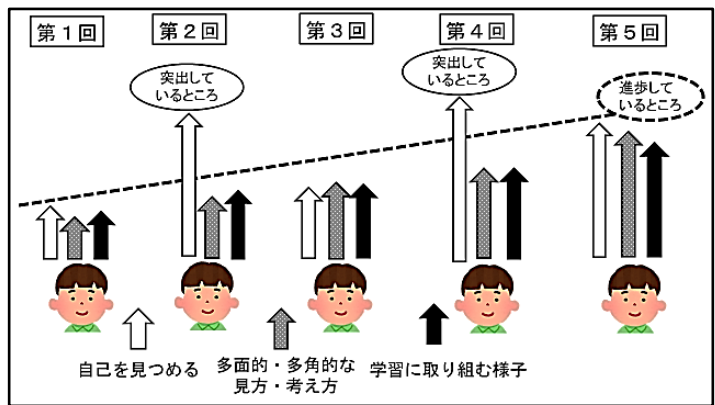 第1回
第2回
第3回
第4回
第5回
突出して
いるところ
突出して
いるところ
進歩して
いるところ
自己を見つめる
多面的・多角的な
見方・考え方
学習に取り組む様子